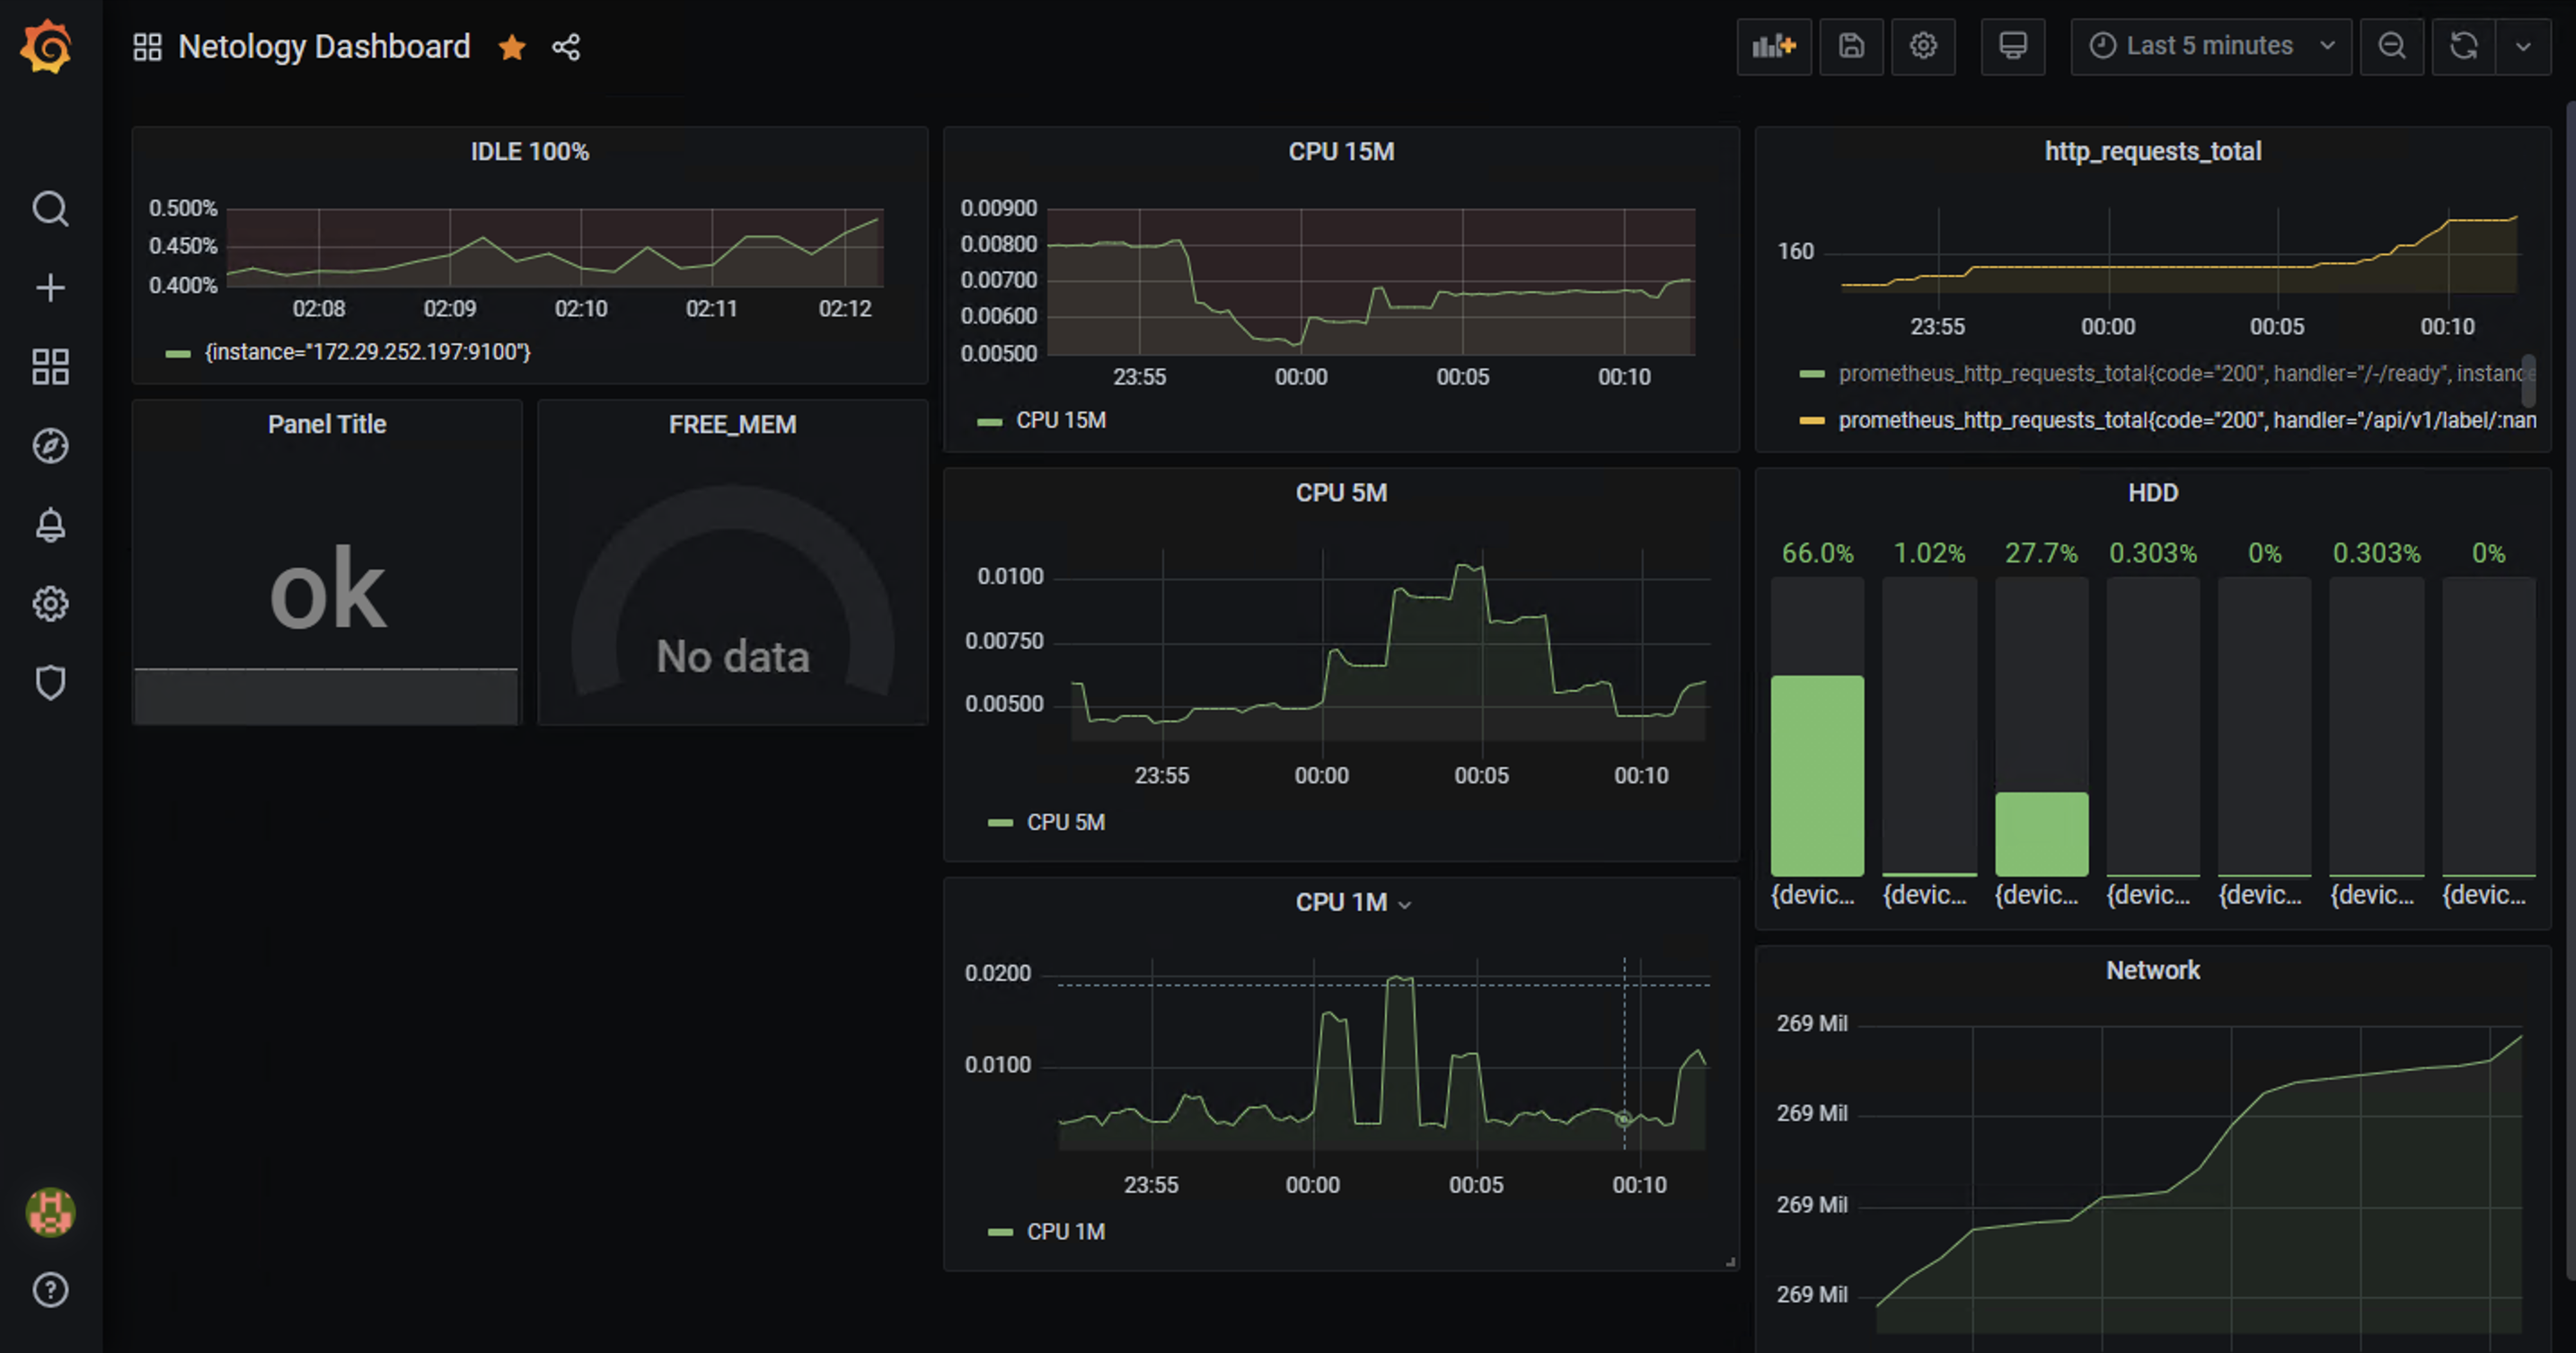 Netology Dashboard
Last 5 minutes
IDLE 100%
0.500%
0.450%
0.400%
02:08 02:09 02:10 02:11 02:12
{instance="172.29.252.197:9100"}
Panel Title
ok
FREE_MEM
No data
CPU 15M
0.00900
0.00800
0.00700
0.00600
0.00500
23:55 00:00 00:05 00:10
CPU 15M
CPU 5M
0.0100
0.00750
0.00500
23:55 00:00 00:05 00:10
CPU 5M
CPU 1M
0.0200
0.0100
23:55 00:00 00:05 00:10
CPU 1M
http_requests_total
160
23:55 00:00 00:05 00:10
prometheus_http_requests_total{code="200", handler="/-/ready", instance
prometheus_http_requests_total{code="200", handler="/api/v1/label/:nan
HDD
66.0% 1.02% 27.7% 0.303% 0% 0.303% 0%
{devic... {devic... {devic... {devic... {devic... {devic... {devic...
Network
269 Mil
269 Mil
269 Mil
269 Mil